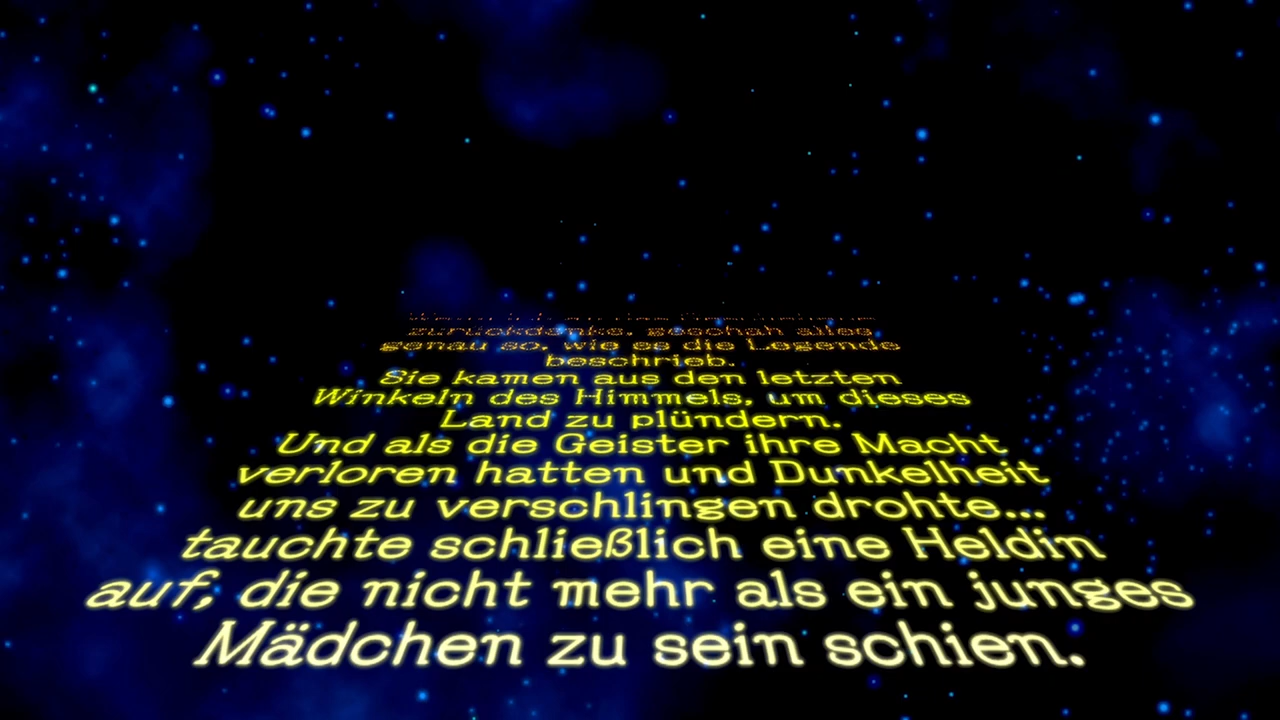 zurückdenke, geschah alles
genau so, wie es die Legende
beschrieb.
Sie kamen aus den letzten
Winkeln des Himmels, um dieses
Land zu plündern.
Und als die Geister ihre Macht
verloren hatten und Dunkelheit
uns zu verschlingen drohte...
tauchte schließlich eine Heldin
auf, die nicht mehr als ein junges
Mädchen zu sein schien.